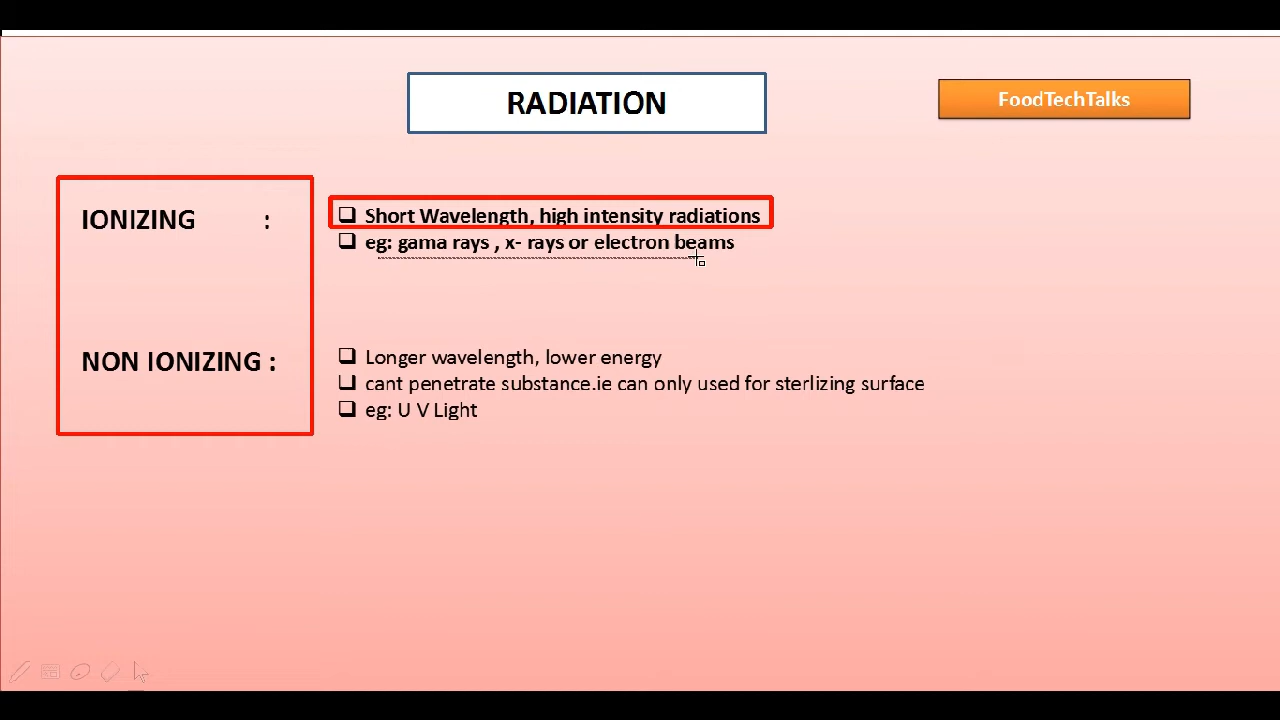 RADIATION
FoodTechTalks
IONIZING :
Short Wavelength, high intensity radiations
eg: gama rays , x- rays or electron beams
NON IONIZING :
Longer wavelength, lower energy
cant penetrate substance.ie can only used for sterlizing surface
eg: U V Light